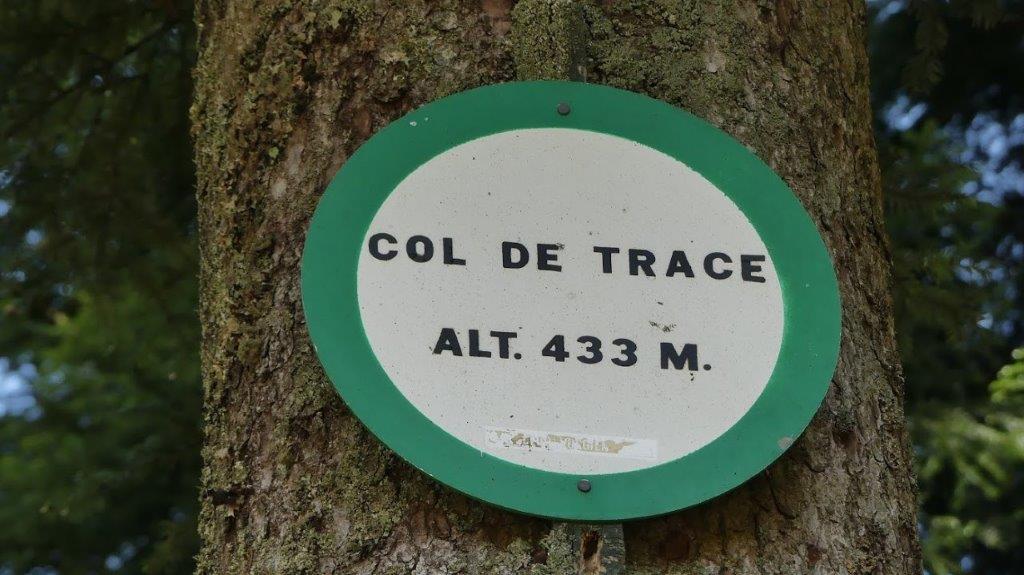 COL DE TRACE
ALT. 433 M.